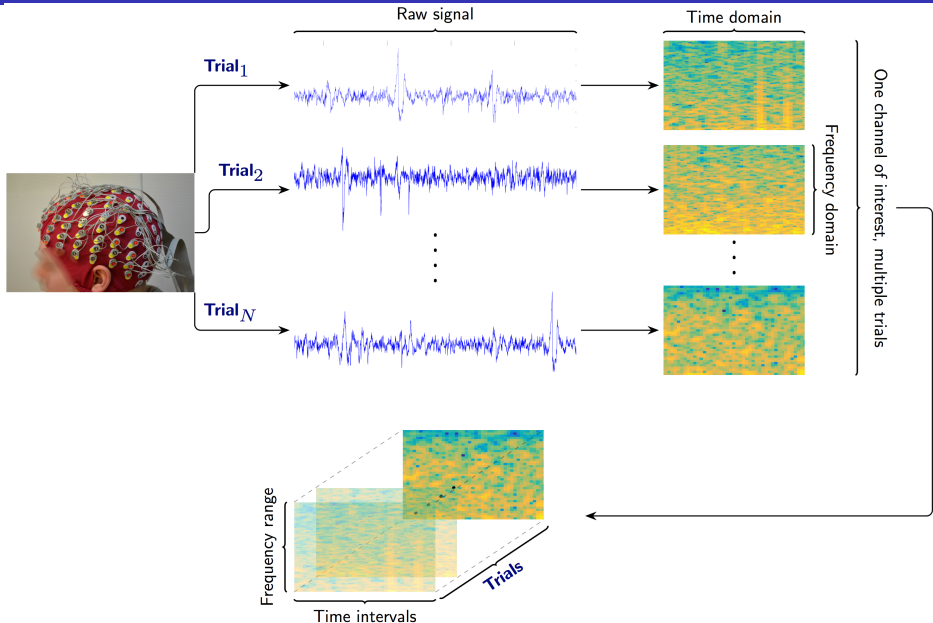 Raw signal
Time domain
Trial1
Trial2
TrialN
Frequency domain
One channel of interest, multiple trials
Frequency range
Time intervals
Trials